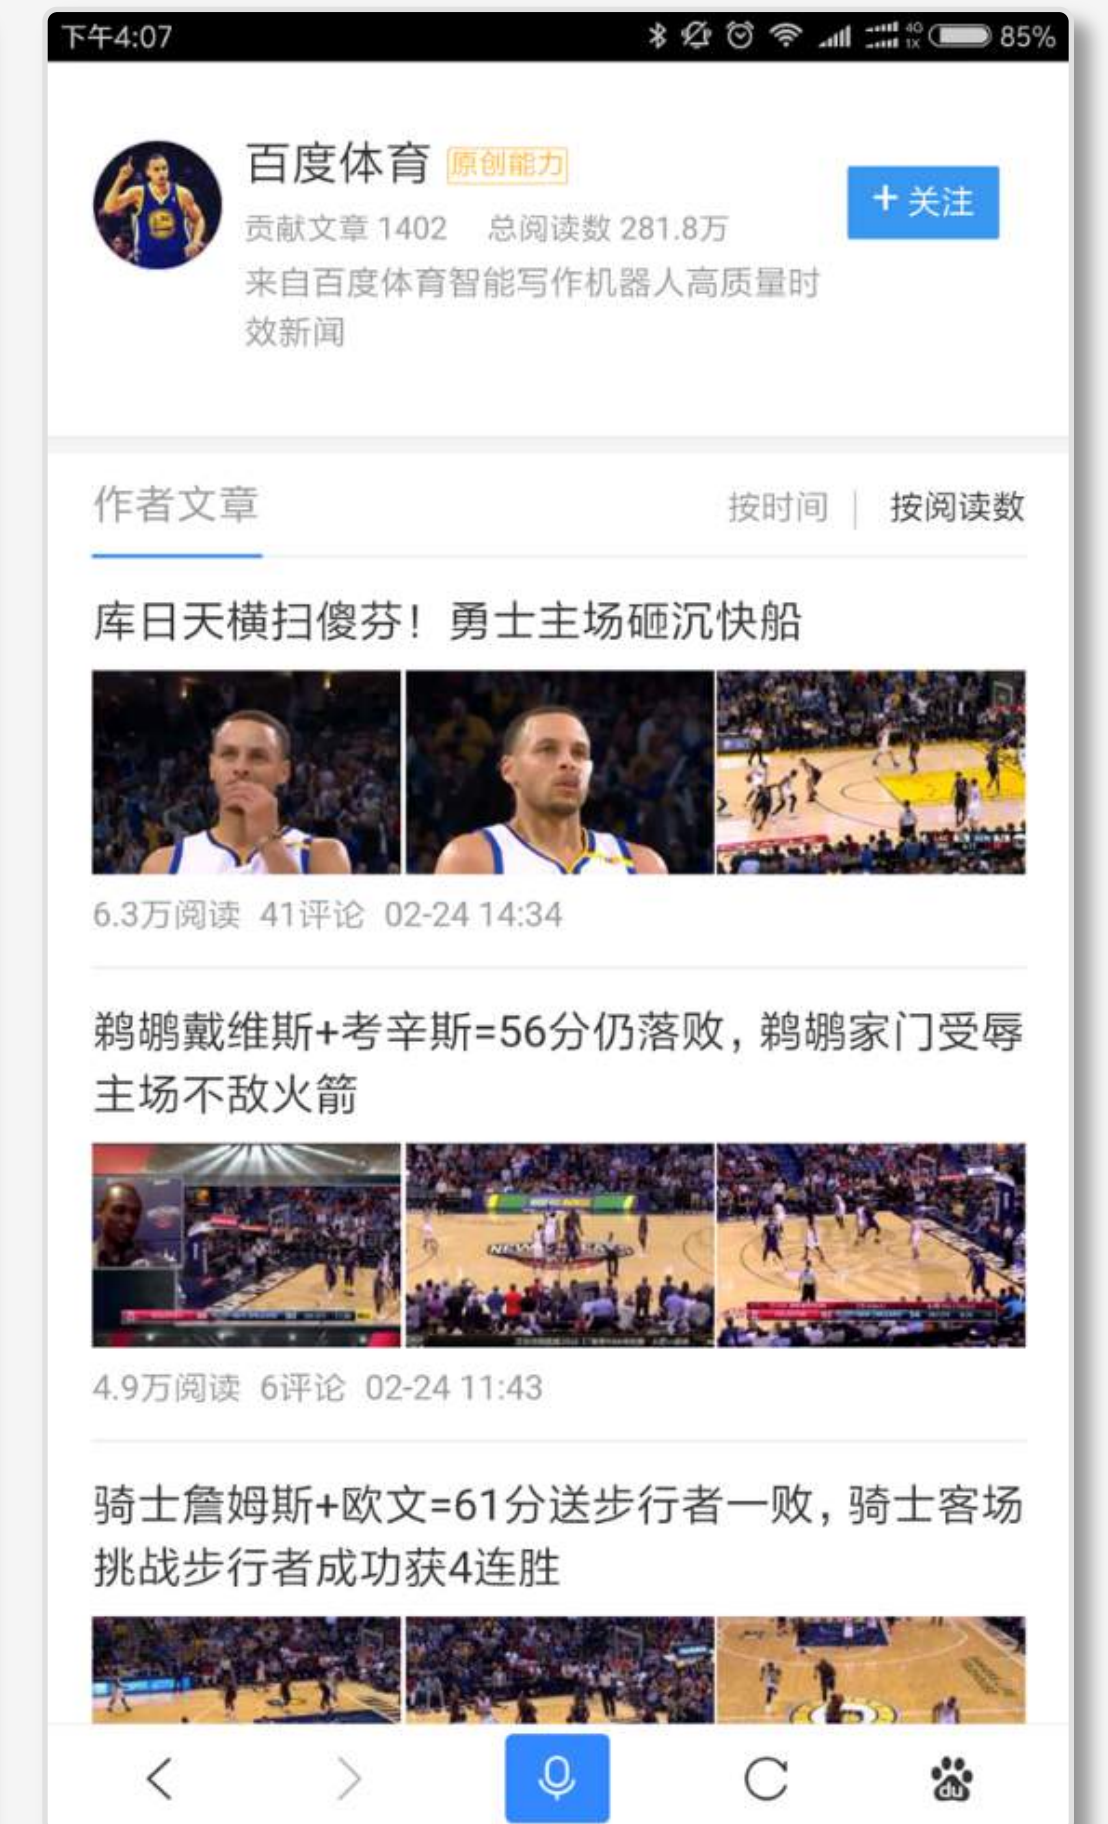 下午4:07
4G
1X
85%
百度体育 原创能力
贡献文章 1402 总阅读数 281.8万
+ 关注
来自百度体育智能写作机器人高质量时
效新闻
作者文章
按时间 | 按阅读数
库日天横扫傻芬！勇士主场砸沉快船
6.3万阅读 41评论 02-24 14:34
鹈鹕戴维斯+考辛斯=56分仍落败，鹈鹕家门受辱
主场不敌火箭
4.9万阅读 6评论 02-24 11:43
骑士詹姆斯+欧文=61分送步行者一败，骑士客场
挑战步行者成功获4连胜
du